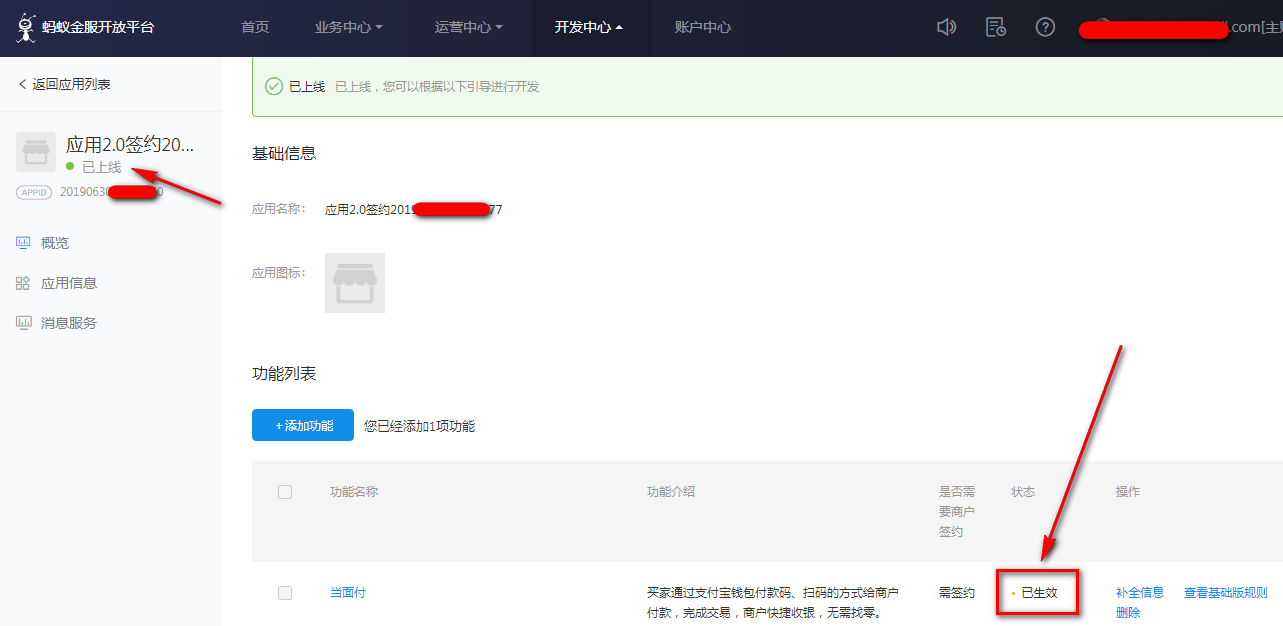 蚂蚁金服开放平台
首页
业务中心
运营中心
开发中心
账户中心
.com[主
返回应用列表
已上线 已上线，您可以根据以下引导进行开发
应用2.0签约20...
已上线
APPID 2019063 0
概览
应用信息
消息服务
基础信息
应用名称： 应用2.0签约201 77
应用图标：
功能列表
+ 添加功能 您已经添加1项功能
功能名称
功能介绍
是否需
要商户
签约
状态
操作
当面付
买家通过支付宝钱包付款码、扫码的方式给商户
付款，完成交易，商户快捷收银，无需找零。
需签约
已生效
补全信息 查看基础版规则
删除